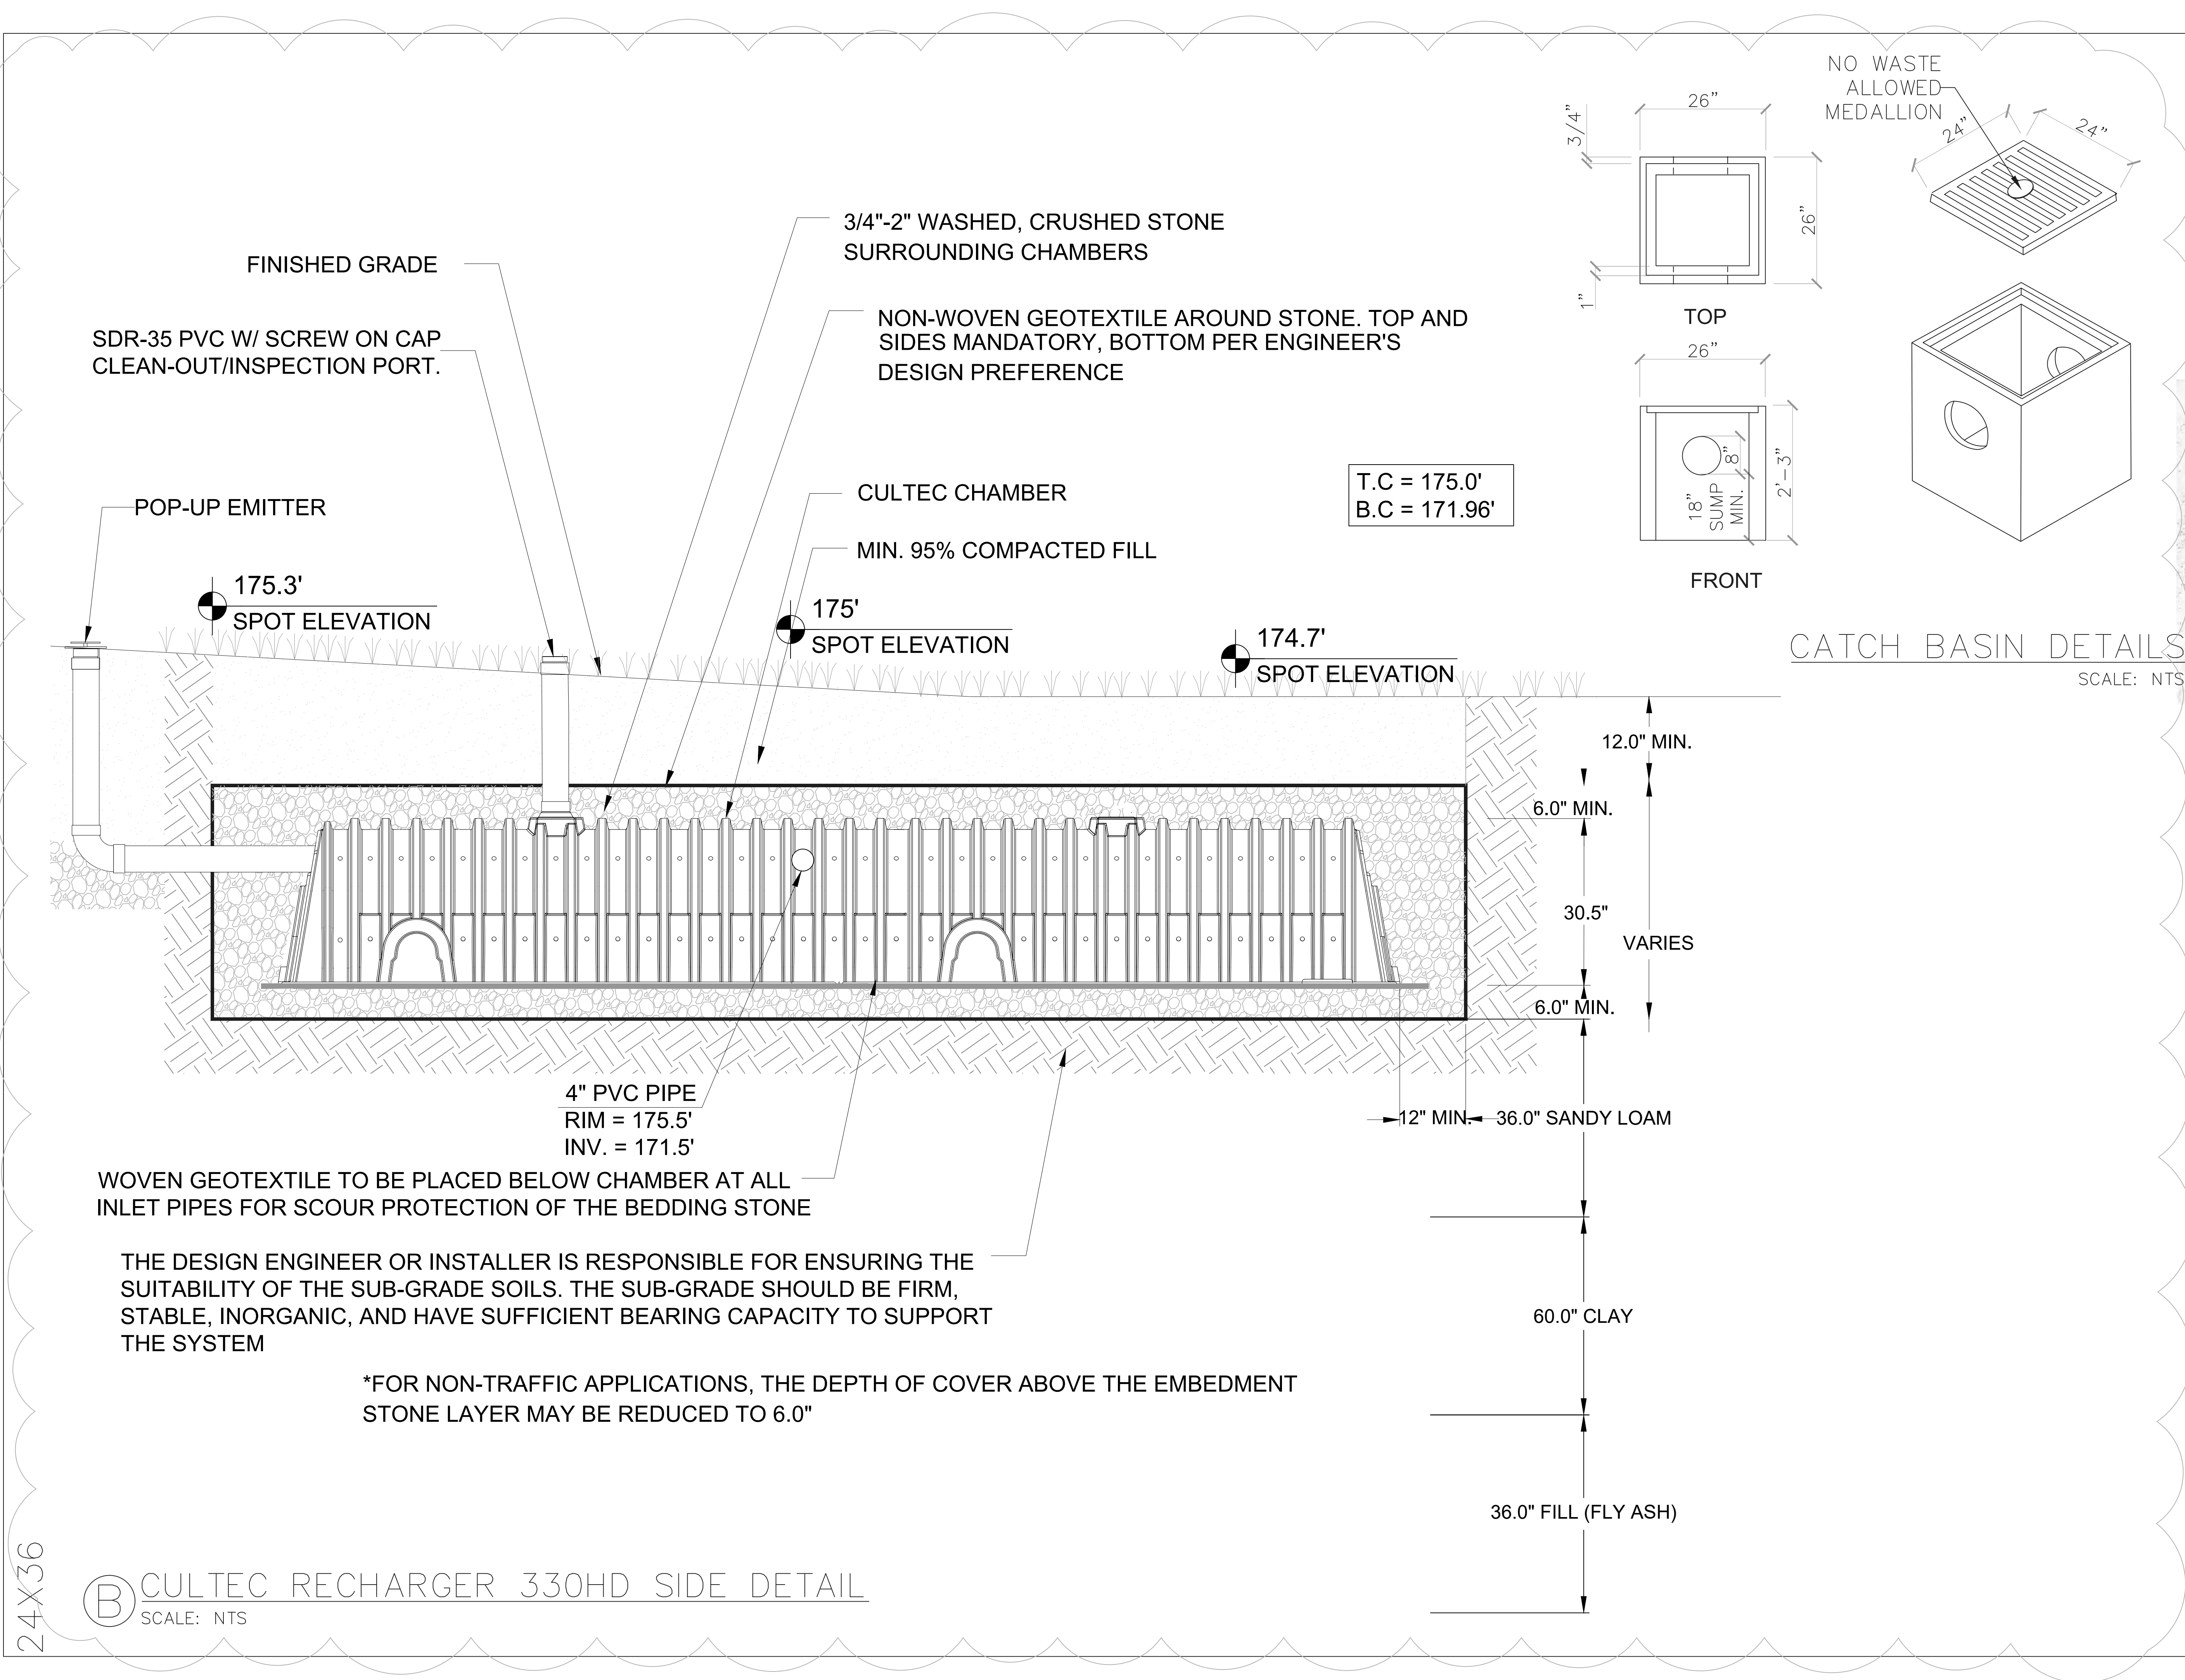 NO WASTE
ALLOWED
MEDALLION
24”
24”
26”
3/4”
26”
1”
TOP
26”
8”
18”
SUMP
MIN.
2’-3”
FRONT
CATCH BASIN DETAILS
SCALE: NTS
3/4"-2" WASHED, CRUSHED STONE
SURROUNDING CHAMBERS
FINISHED GRADE
NON-WOVEN GEOTEXTILE AROUND STONE. TOP AND
SIDES MANDATORY, BOTTOM PER ENGINEER'S
DESIGN PREFERENCE
SDR-35 PVC W/ SCREW ON CAP
CLEAN-OUT/INSPECTION PORT.
CULTEC CHAMBER
T.C = 175.0'
B.C = 171.96'
POP-UP EMITTER
MIN. 95% COMPACTED FILL
175.3'
SPOT ELEVATION
175'
SPOT ELEVATION
174.7'
SPOT ELEVATION
12.0" MIN.
6.0" MIN.
30.5"
VARIES
6.0" MIN.
12" MIN.
36.0" SANDY LOAM
4" PVC PIPE
RIM = 175.5'
INV. = 171.5'
WOVEN GEOTEXTILE TO BE PLACED BELOW CHAMBER AT ALL
INLET PIPES FOR SCOUR PROTECTION OF THE BEDDING STONE
THE DESIGN ENGINEER OR INSTALLER IS RESPONSIBLE FOR ENSURING THE
SUITABILITY OF THE SUB-GRADE SOILS. THE SUB-GRADE SHOULD BE FIRM,
STABLE, INORGANIC, AND HAVE SUFFICIENT BEARING CAPACITY TO SUPPORT
THE SYSTEM
60.0" CLAY
*FOR NON-TRAFFIC APPLICATIONS, THE DEPTH OF COVER ABOVE THE EMBEDMENT
STONE LAYER MAY BE REDUCED TO 6.0"
36.0" FILL (FLY ASH)
24X36
B
CULTEC RECHARGER 330HD SIDE DETAIL
SCALE: NTS